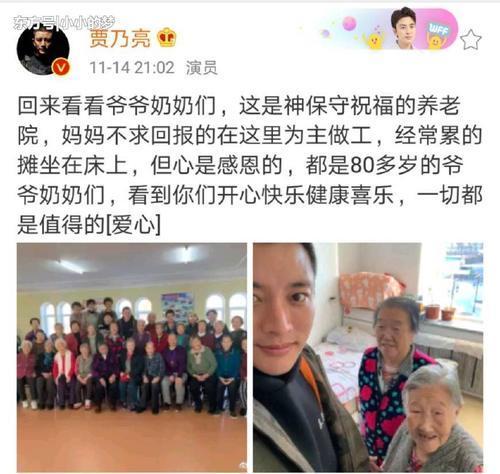 东方号|小小的梦
贾乃亮
WFF
11-14 21:02 演员
回来看看爷爷奶奶们，这是神保守祝福的养老
院，妈妈不求回报的在这里为主做工，经常累的
摊坐在床上，但心是感恩的，都是80多岁的爷
爷奶奶们，看到你们开心快乐健康喜乐，一切都
是值得的[爱心]